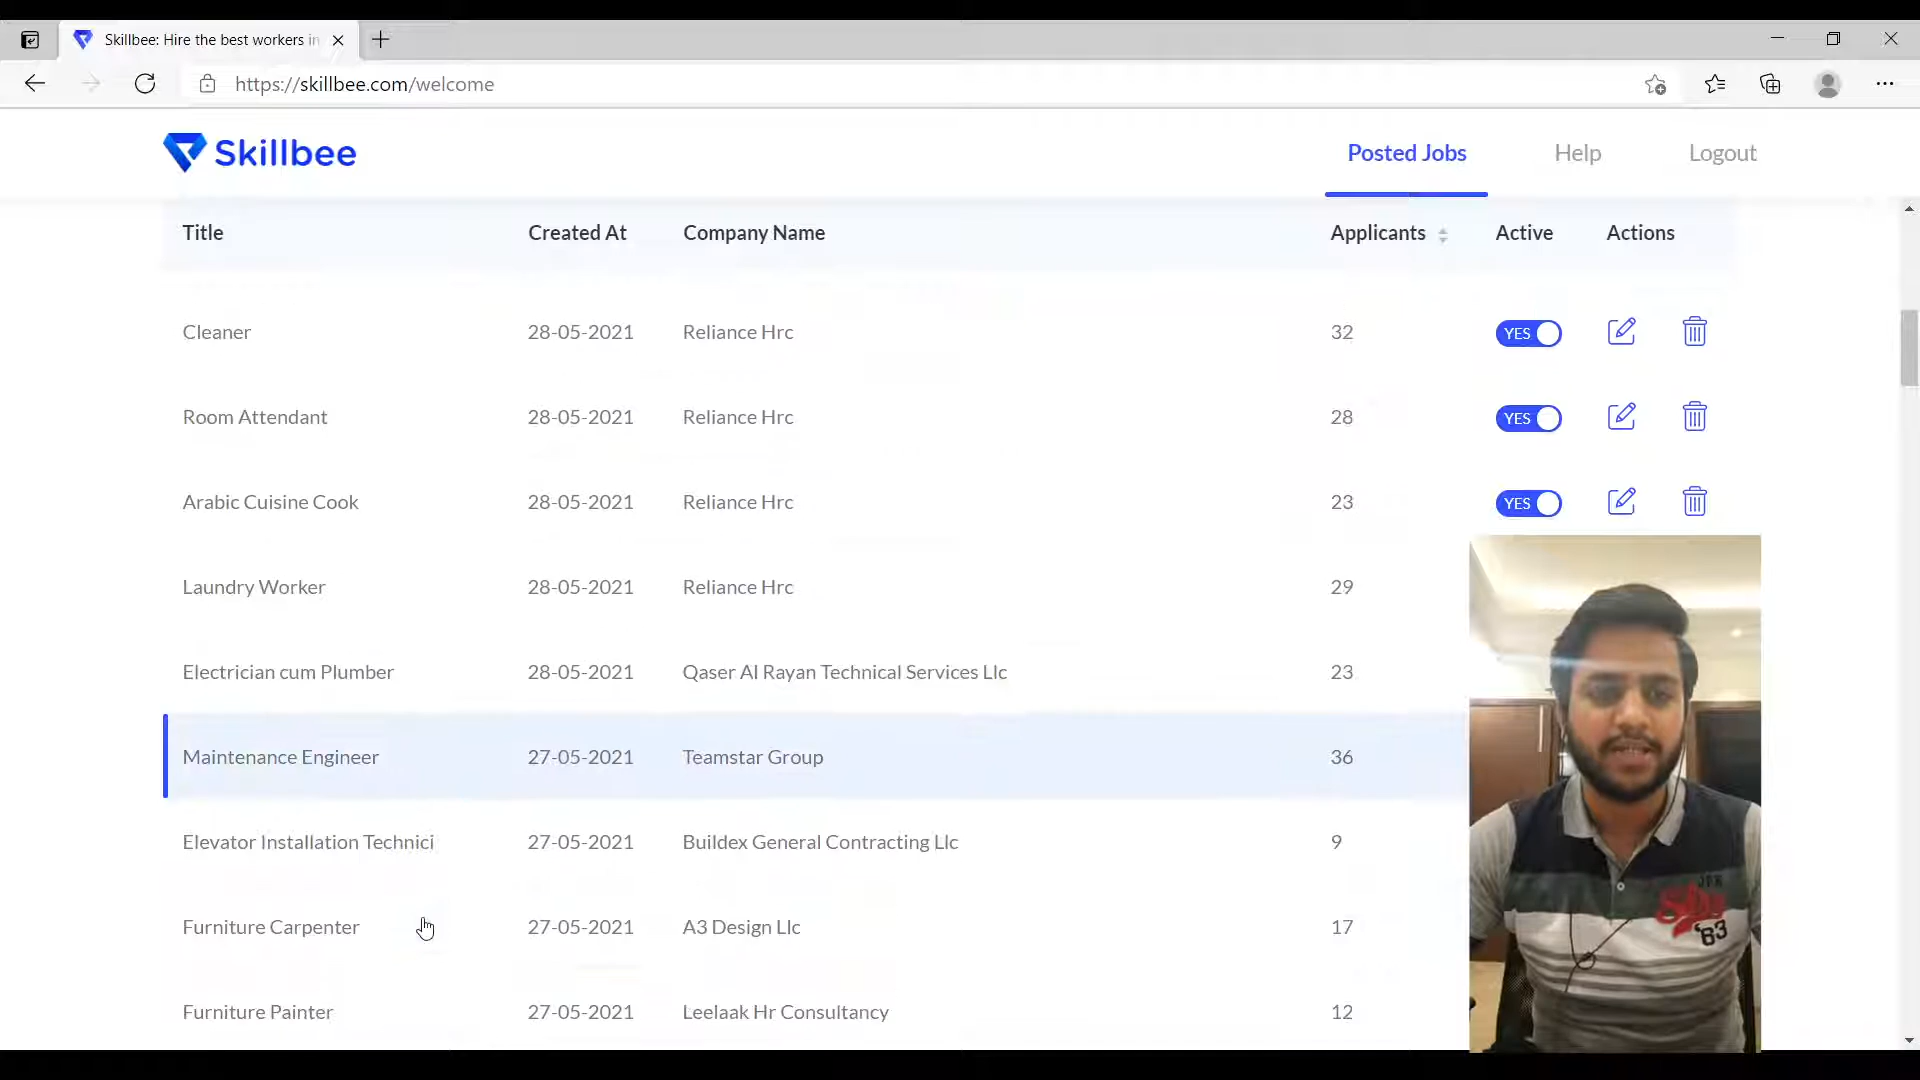 Skillbee: Hire the best workers in
https://skillbee.com/welcome
Skillbee
Posted Jobs
Help
Logout
Title Created At Company Name Applicants Active Actions
Cleaner 28-05-2021 Reliance Hrc 32 YES
Room Attendant 28-05-2021 Reliance Hrc 28 YES
Arabic Cuisine Cook 28-05-2021 Reliance Hrc 23 YES
Laundry Worker 28-05-2021 Reliance Hrc 29
Electrician cum Plumber 28-05-2021 Qaser Al Rayan Technical Services Llc 23
Maintenance Engineer 27-05-2021 Teamstar Group 36
Elevator Installation Technici 27-05-2021 Buildex General Contracting Llc 9
Furniture Carpenter 27-05-2021 A3 Design Llc 17
Furniture Painter 27-05-2021 Leelaak Hr Consultancy 12
'63